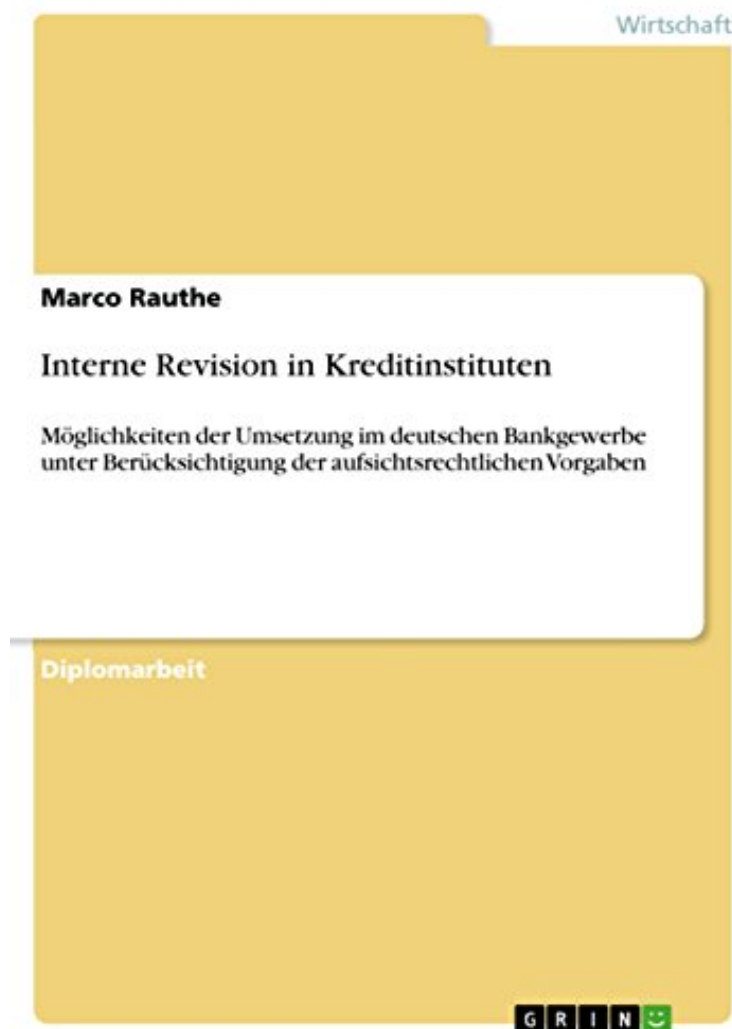 Wirtschaft
Marco Rauthe
Interne Revision in Kreditinstituten
Möglichkeiten der Umsetzung im deutschen Bankgewerbe
unter Berücksichtigung der aufsichtsrechtlichen Vorgaben
Diplomarbeit
GRIN